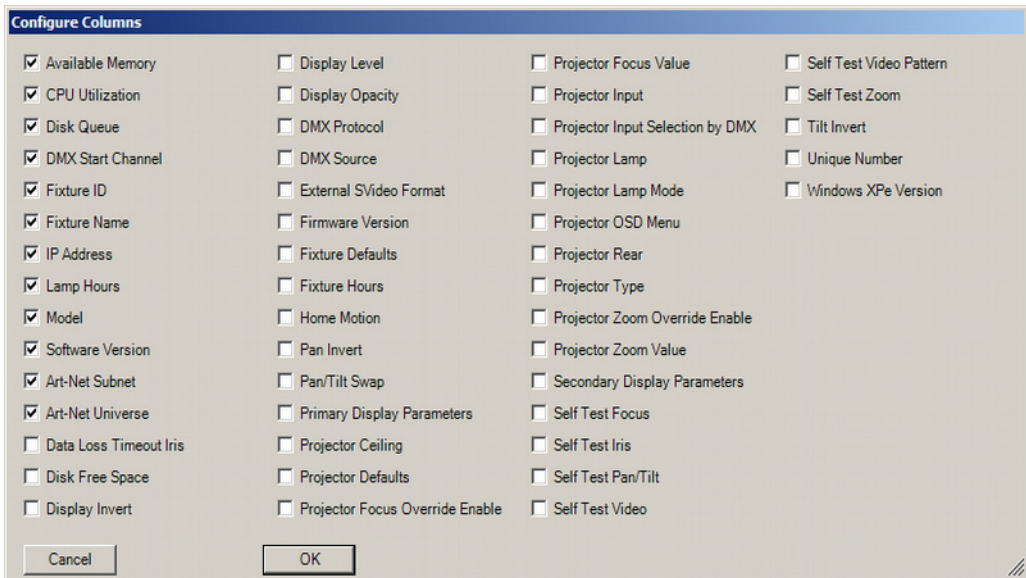 Configure Columns
Available Memory
CPU Utilization
Disk Queue
DMX Start Channel
Fixture ID
Fixture Name
IP Address
Lamp Hours
Model
Software Version
Art-Net Subnet
Art-Net Universe
Data Loss Timeout Iris
Disk Free Space
Display Invert
Display Level
Display Opacity
DMX Protocol
DMX Source
External SVideo Format
Firmware Version
Fixture Defaults
Fixture Hours
Home Motion
Pan Invert
Pan/Tilt Swap
Primary Display Parameters
Projector Ceiling
Projector Defaults
Projector Focus Override Enable
Projector Focus Value
Projector Input
Projector Input Selection by DMX
Projector Lamp
Projector Lamp Mode
Projector OSD Menu
Projector Rear
Projector Type
Projector Zoom Override Enable
Projector Zoom Value
Secondary Display Parameters
Self Test Focus
Self Test Iris
Self Test Pan/Tilt
Self Test Video
Self Test Video Pattern
Self Test Zoom
Tilt Invert
Unique Number
Windows XPe Version
Cancel
OK